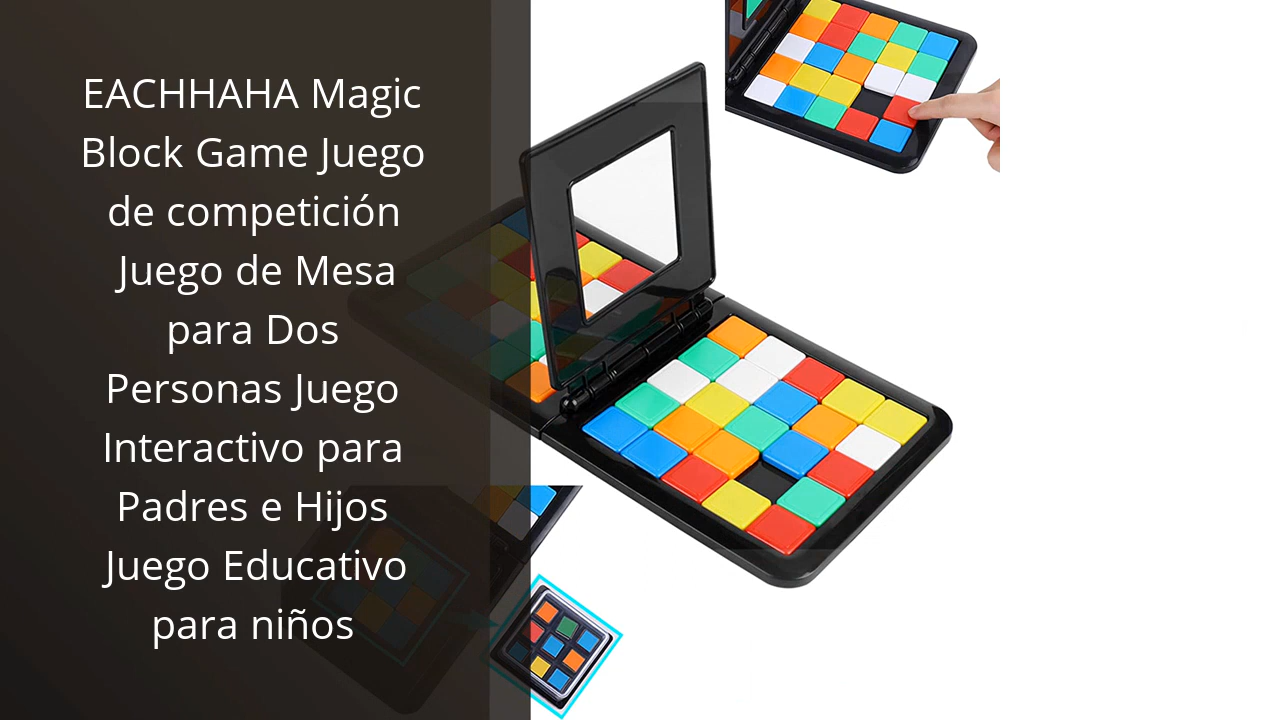 EACHHAHA Magic
Block Game Juego
de competición
Juego de Mesa
para Dos
Personas Juego
Interactivo para
Padres e Hijos
Juego Educativo
para niños